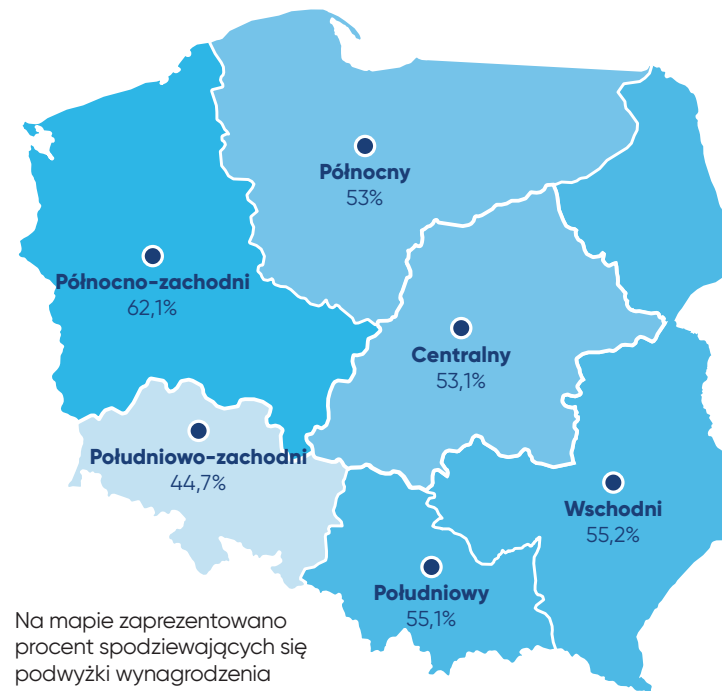 Północny
53%
Północno-zachodni
62,1%
Centralny
53,1%
Południowo-zachodni
44,7%
Wschodni
55,2%
Południowy
55,1%
Na mapie zaprezentowano
procent spodziewających się
podwyżki wynagrodzenia